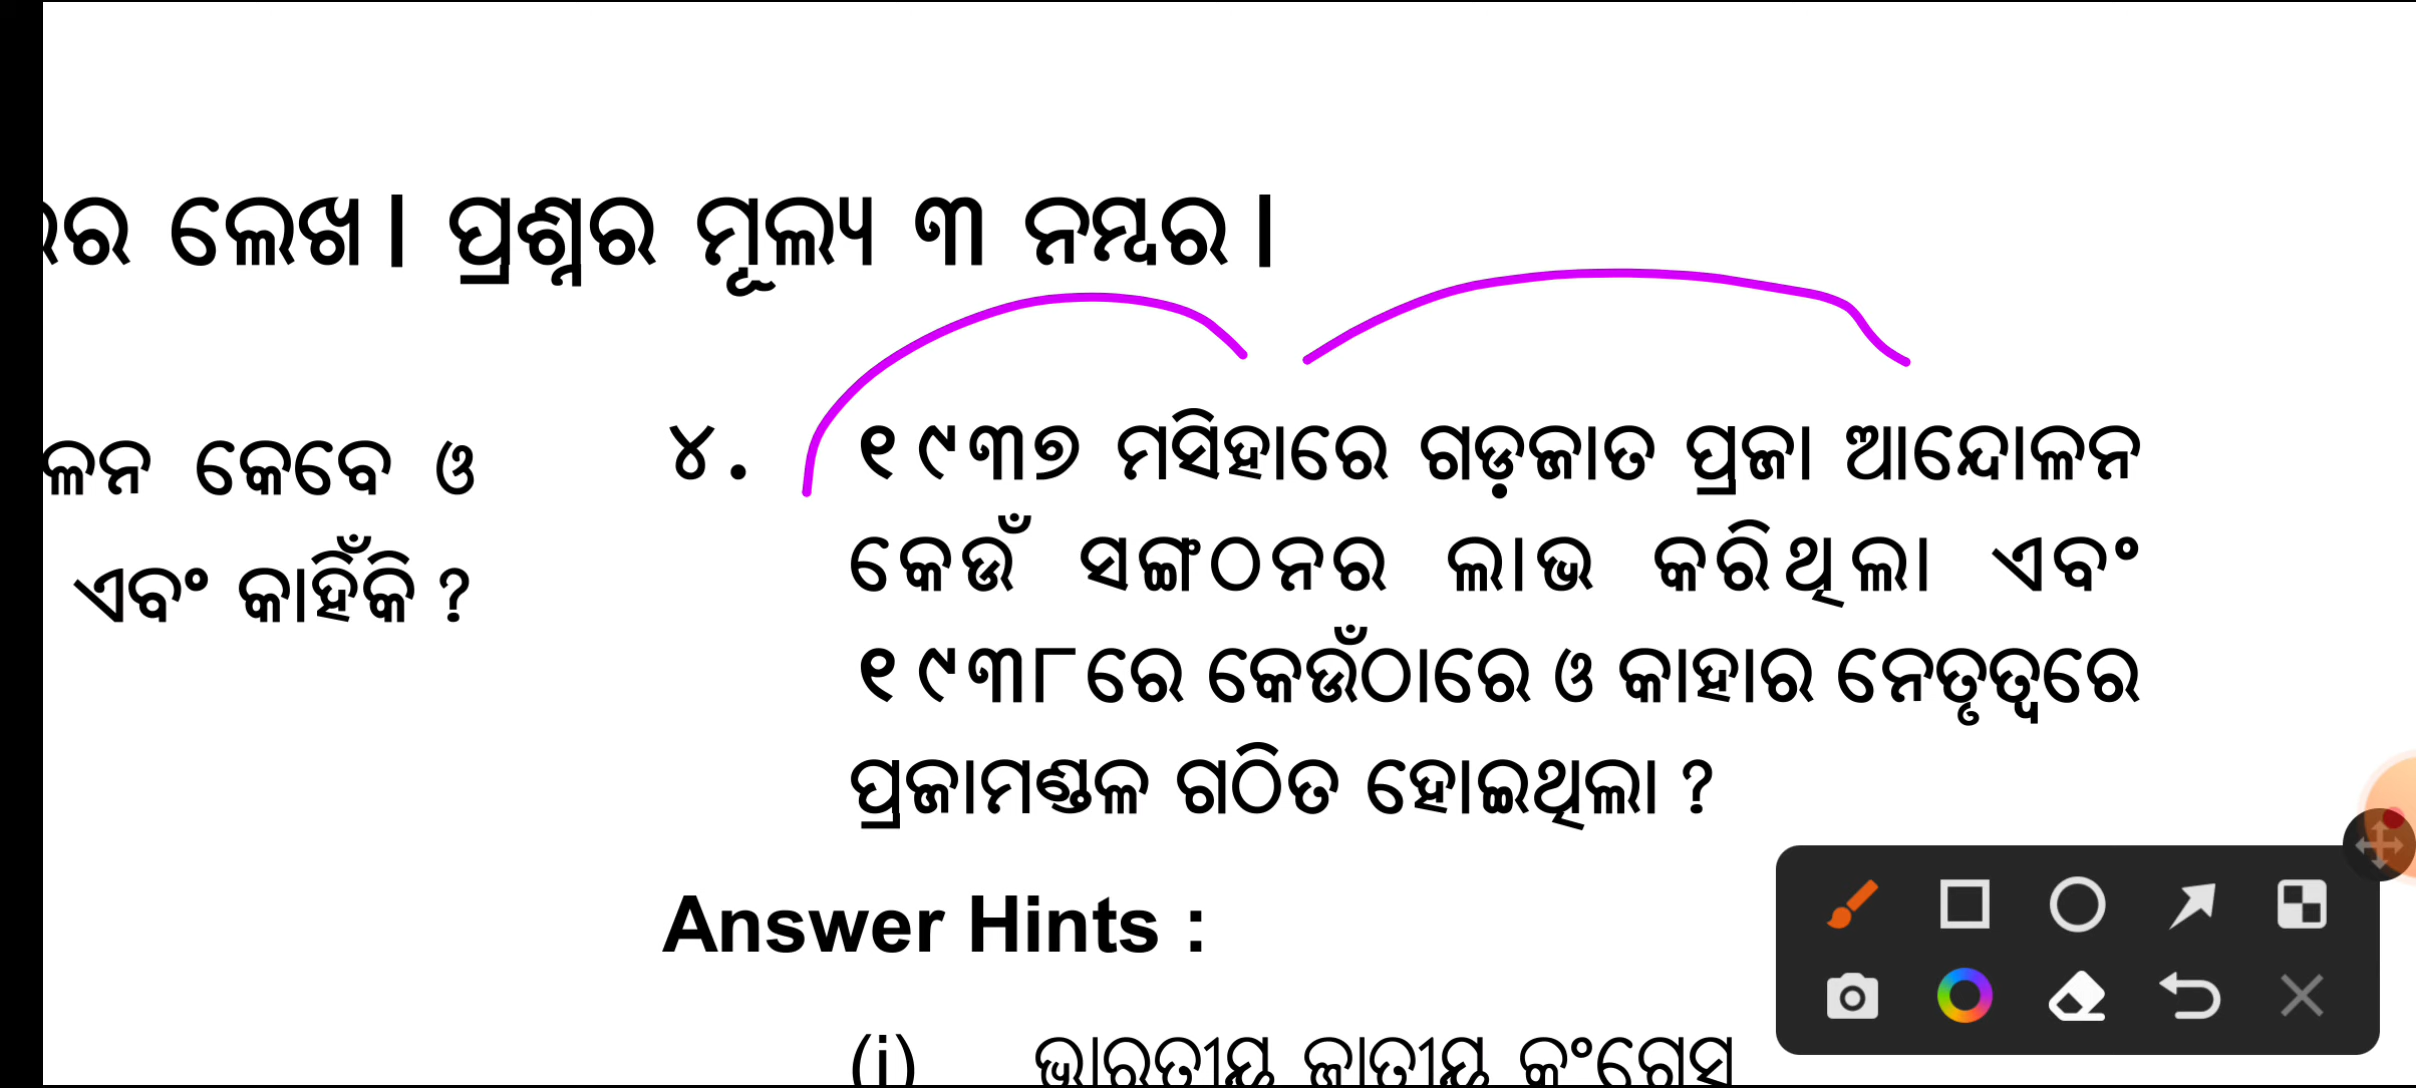 ର ଲେଖ। ପ୍ରଶ୍ନର ମୂଲ୍ୟ ୩ ନମ୍ବର।
ଳନ କେବେ ଓ
ଏବଂ କାହିଁକି ?
୪. ୧୯୩୭ ମସିହାରେ ଗଡ଼ଜାତ ପ୍ରଜା ଆନ୍ଦୋଳନ
କେଉଁ ସଙ୍ଗଠନର ଲାଭ କରିଥିଲା ଏବଂ
୧୯୩୮ରେ କେଉଁଠାରେ ଓ କାହାର ନେତୃତ୍ୱରେ
ପ୍ରଜାମଣ୍ଡଳ ଗଠିତ ହୋଇଥିଲା ?
Answer Hints :
(i) ଭାରତୀୟ ଜାତୀୟ କଂଗ୍ରେସ